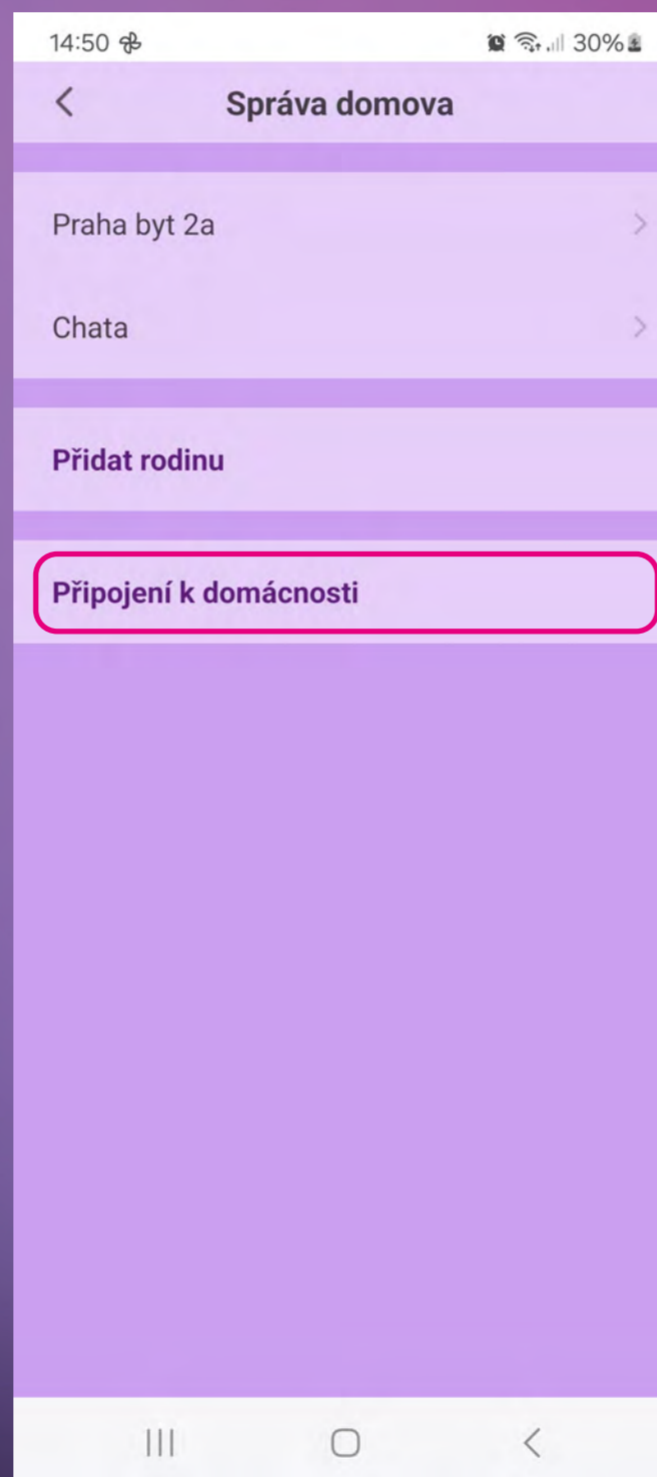 14:50
30%
Správa domova
Praha byt 2a
Chata
Přidat rodinu
Připojení k domácnosti